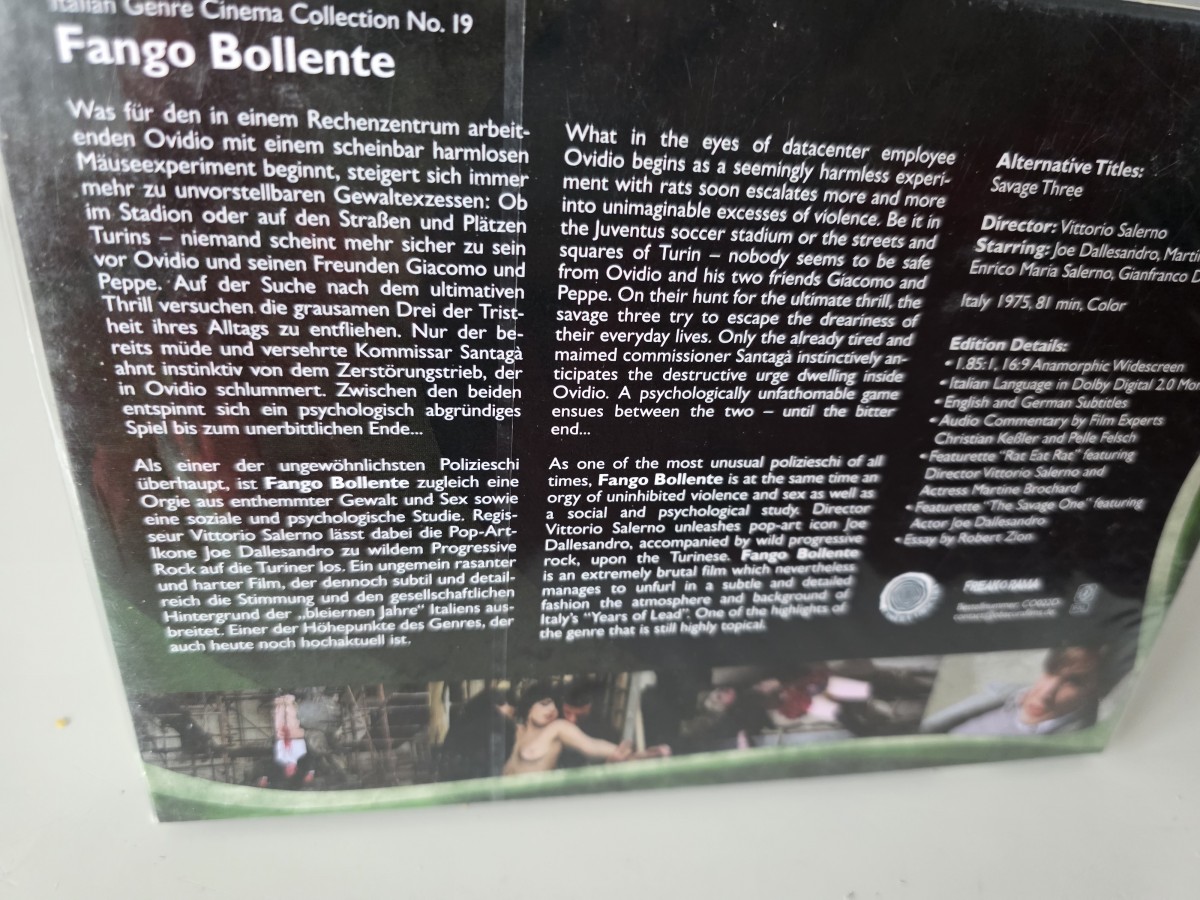 Italian Genre Cinema Collection No. 19
Fango Bollente
Was für den in einem Rechenzentrum arbeit-
enden Ovidio mit einem scheinbar harmlosen
Mäuseexperiment beginnt, steigert sich immer
mehr zu unvorstellbaren Gewaltexzessen: Ob
im Stadion oder auf den Straßen und Plätzen
Turins – niemand scheint mehr sicher zu sein
vor Ovidio und seinen Freunden Giacomo und
Peppe. Auf der Suche nach dem ultimativen
Thrill versuchen die grausamen Drei der Trist-
heit ihres Alltags zu entfliehen. Nur der be-
reits müde und versehrte Kommissar Santagà
ahnt instinktiv von dem Zerstörungstrieb, der
in Ovidio schlummert. Zwischen den beiden
entspinnt sich ein psychologisch abgründiges
Spiel bis zum unerbittlichen Ende...
Als einer der ungewöhnlichsten Polizieschi
überhaupt, ist Fango Bollente zugleich eine
Orgie aus enthemmter Gewalt und Sex sowie
eine soziale und psychologische Studie. Regis-
seur Vittorio Salerno lässt dabei die Pop-Art-
Ikone Joe Dallesandro zu wildem Progressive
Rock auf die Turiner los. Ein ungemein rasanter
und harter Film, der dennoch subtil und detail-
reich die Stimmung und den gesellschaftlichen
Hintergrund der „bleiernen Jahre“ Italiens aus-
breitet. Einer der Höhepunkte des Genres, der
auch heute noch hochaktuell ist.
What in the eyes of datacenter employee
Ovidio begins as a seemingly harmless experi-
ment with rats soon escalates more and more
into unimaginable excesses of violence. Be it in
the Juventus soccer stadium or the streets and
squares of Turin – nobody seems to be safe
from Ovidio and his two friends Giacomo and
Peppe. On their hunt for the ultimate thrill, the
savage three try to escape the dreariness of
their everyday lives. Only the already tired and
maimed commissioner Santagà instinctively an-
ticipates the destructive urge dwelling inside
Ovidio. A psychologically unfathomable game
ensues between the two – until the bitter
end...
As one of the most unusual polizieschi of all
times, Fango Bollente is at the same time an
orgy of uninhibited violence and sex as well as
a social and psychological study. Director
Vittorio Salerno unleashes pop-art icon Joe
Dallesandro, accompanied by wild progressive
rock, upon the Turinese. Fango Bollente
is an extremely brutal film which nevertheless
manages to unfurl in a subtle and detailed
fashion the atmosphere and background of
Italy's "Years of Lead". One of the highlights of
the genre that is still highly topical.
Alternative Titles:
Savage Three
Director: Vittorio Salerno
Starring: Joe Dallesandro, Marti
Enrico Maria Salerno, Gianfranco
Italy 1975, 81 min, Color
Edition Details:
• 1.85:1, 16:9 Anamorphic Widescreen
• Italian Language in Dolby Digital 2.0 Mo
• English and German Subtitles
• Audio Commentary by Film Experts
Christian Keßler and Pelle Felsch
• Featurette "Rat Eat Rat" featuring
Director Vittorio Salerno and
Actress Martine Brochard
• Featurette "The Savage One" featuring
Actor Joe Dallesandro
• Essay by Robert Zion
FREAK-O-RAMA